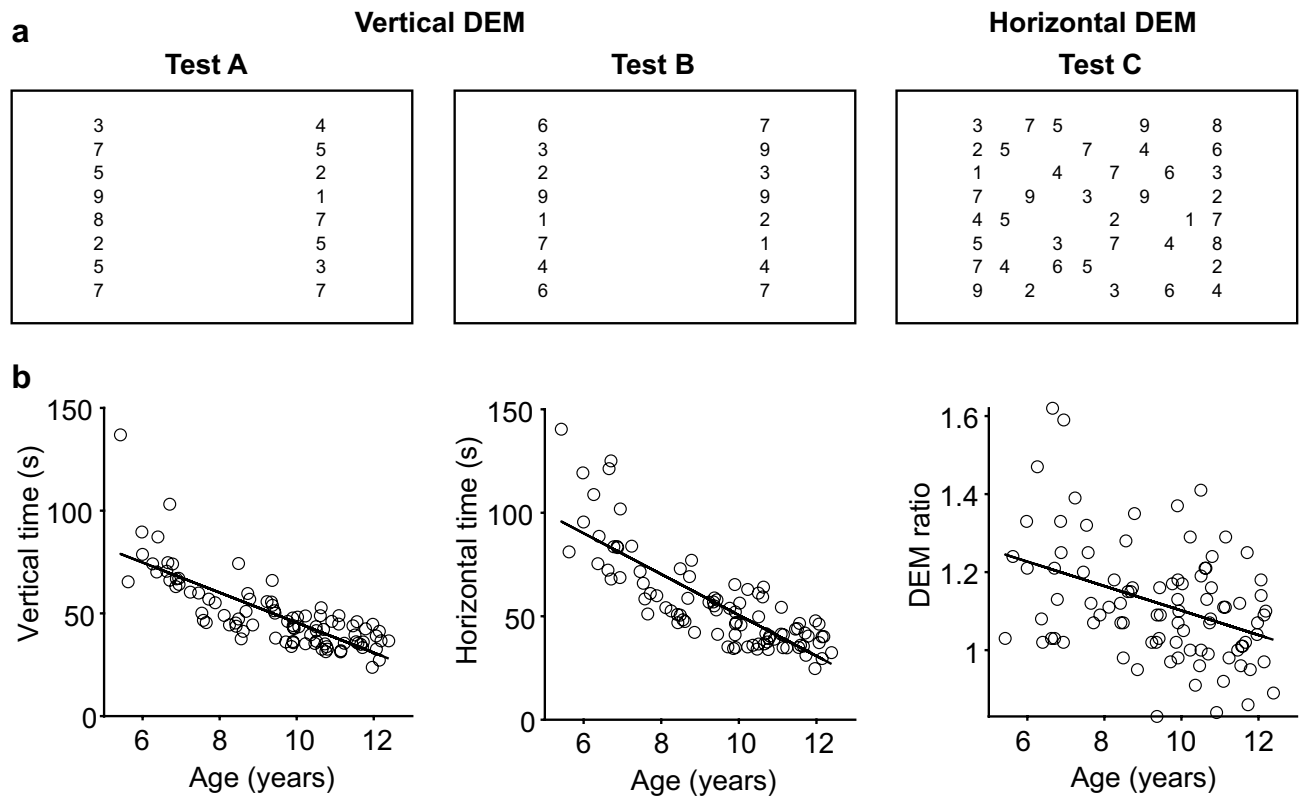 a
Vertical DEM Horizontal DEM
Test A Test B Test C
3 4 6 7 3 7 5 9 8
7 5 3 9 2 5 7 4 6
5 2 2 3 1 4 7 6 3
9 1 9 9 7 9 3 9 2
8 7 1 2 4 5 2 1 7
2 5 7 1 5 3 7 4 8
5 3 4 4 7 4 6 5 2
7 7 6 7 9 2 3 6 4
b
Vertical time (s)
150
100
50
0
6 8 10 12
Age (years)
Horizontal time (s)
150
100
50
0
6 8 10 12
Age (years)
DEM ratio
1.6
1.4
1.2
1
6 8 10 12
Age (years)